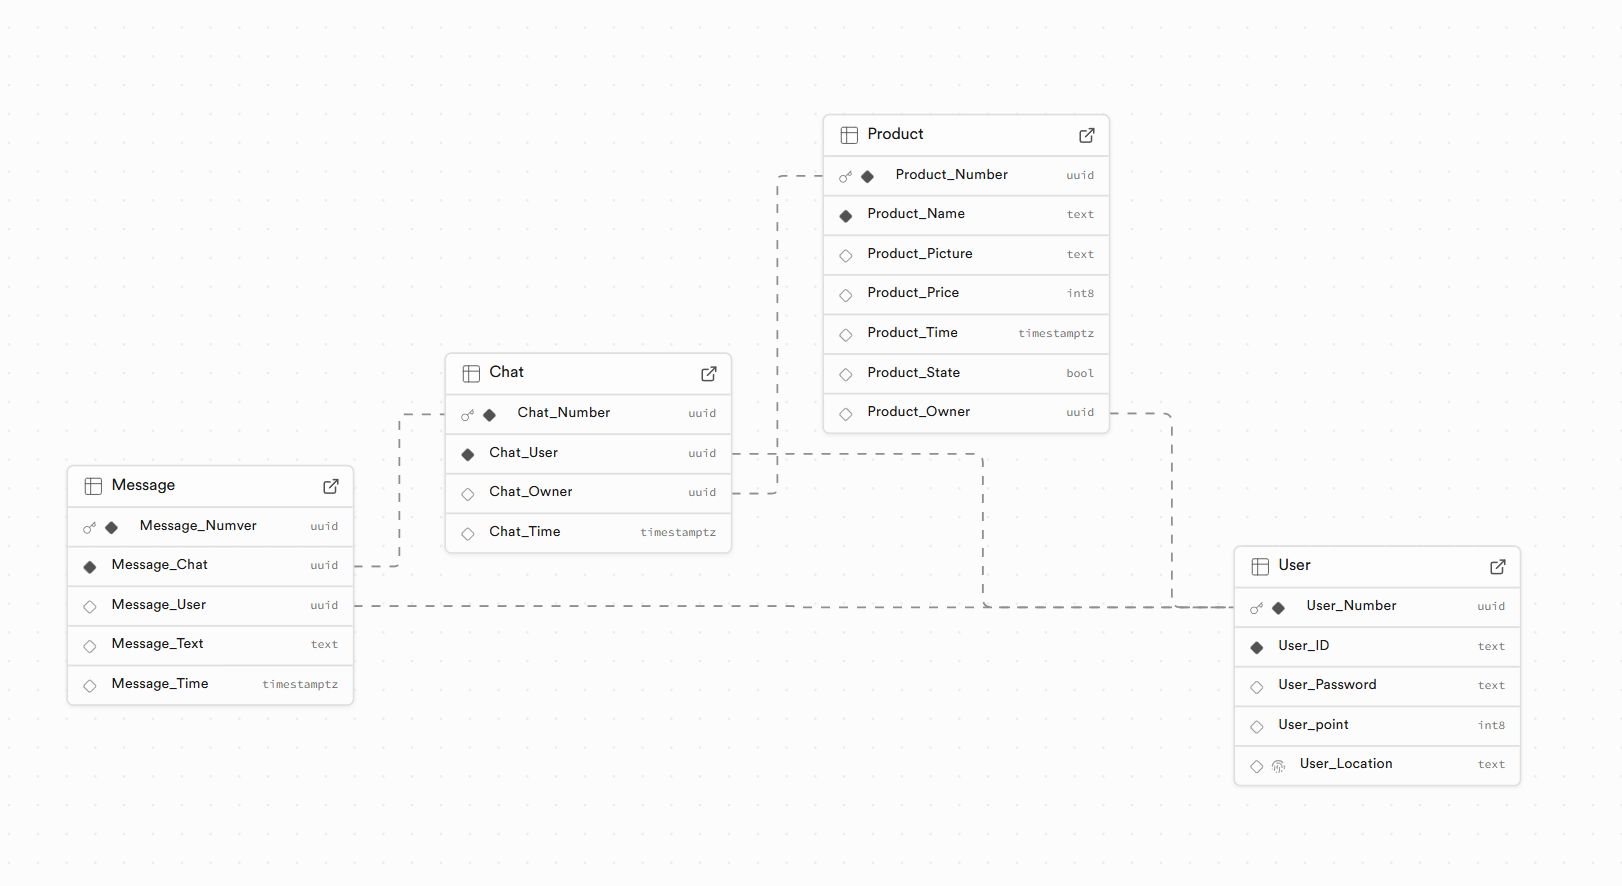 Product
Product_Number uuid
Product_Name text
Product_Picture text
Product_Price int8
Product_Time timestamptz
Product_State bool
Product_Owner uuid
Chat
Chat_Number uuid
Chat_User uuid
Chat_Owner uuid
Chat_Time timestamptz
Message
Message_Numver uuid
Message_Chat uuid
Message_User uuid
Message_Text text
Message_Time timestamptz
User
User_Number uuid
User_ID text
User_Password text
User_point int8
User_Location text